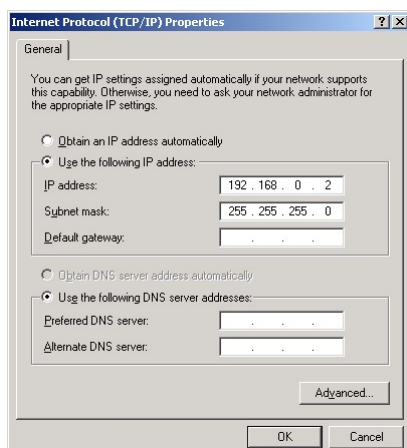 Internet Protocol (TCP/IP) Properties
General
You can get IP settings assigned automatically if your network supports
this capability. Otherwise, you need to ask your network administrator for
the appropriate IP settings.
Obtain an IP address automatically
Use the following IP address:
IP address: 192 . 168 . 0 . 2
Subnet mask: 255 . 255 . 255 . 0
Default gateway: . . .
Obtain DNS server address automatically
Use the following DNS server addresses:
Preferred DNS server: . . .
Alternate DNS server: . . .
Advanced...
OK Cancel